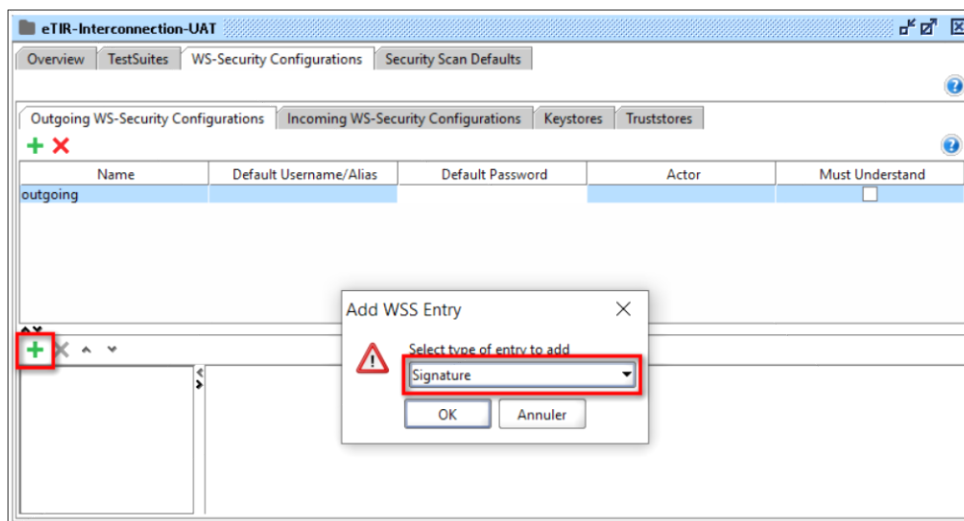 eTIR-Interconnection-UAT
Overview TestSuites WS-Security Configurations Security Scan Defaults
Outgoing WS-Security Configurations Incoming WS-Security Configurations Keystores Truststores
Name Default Username/Alias Default Password Actor Must Understand
outgoing
Add WSS Entry
Select type of entry to add
Signature
OK Annuler